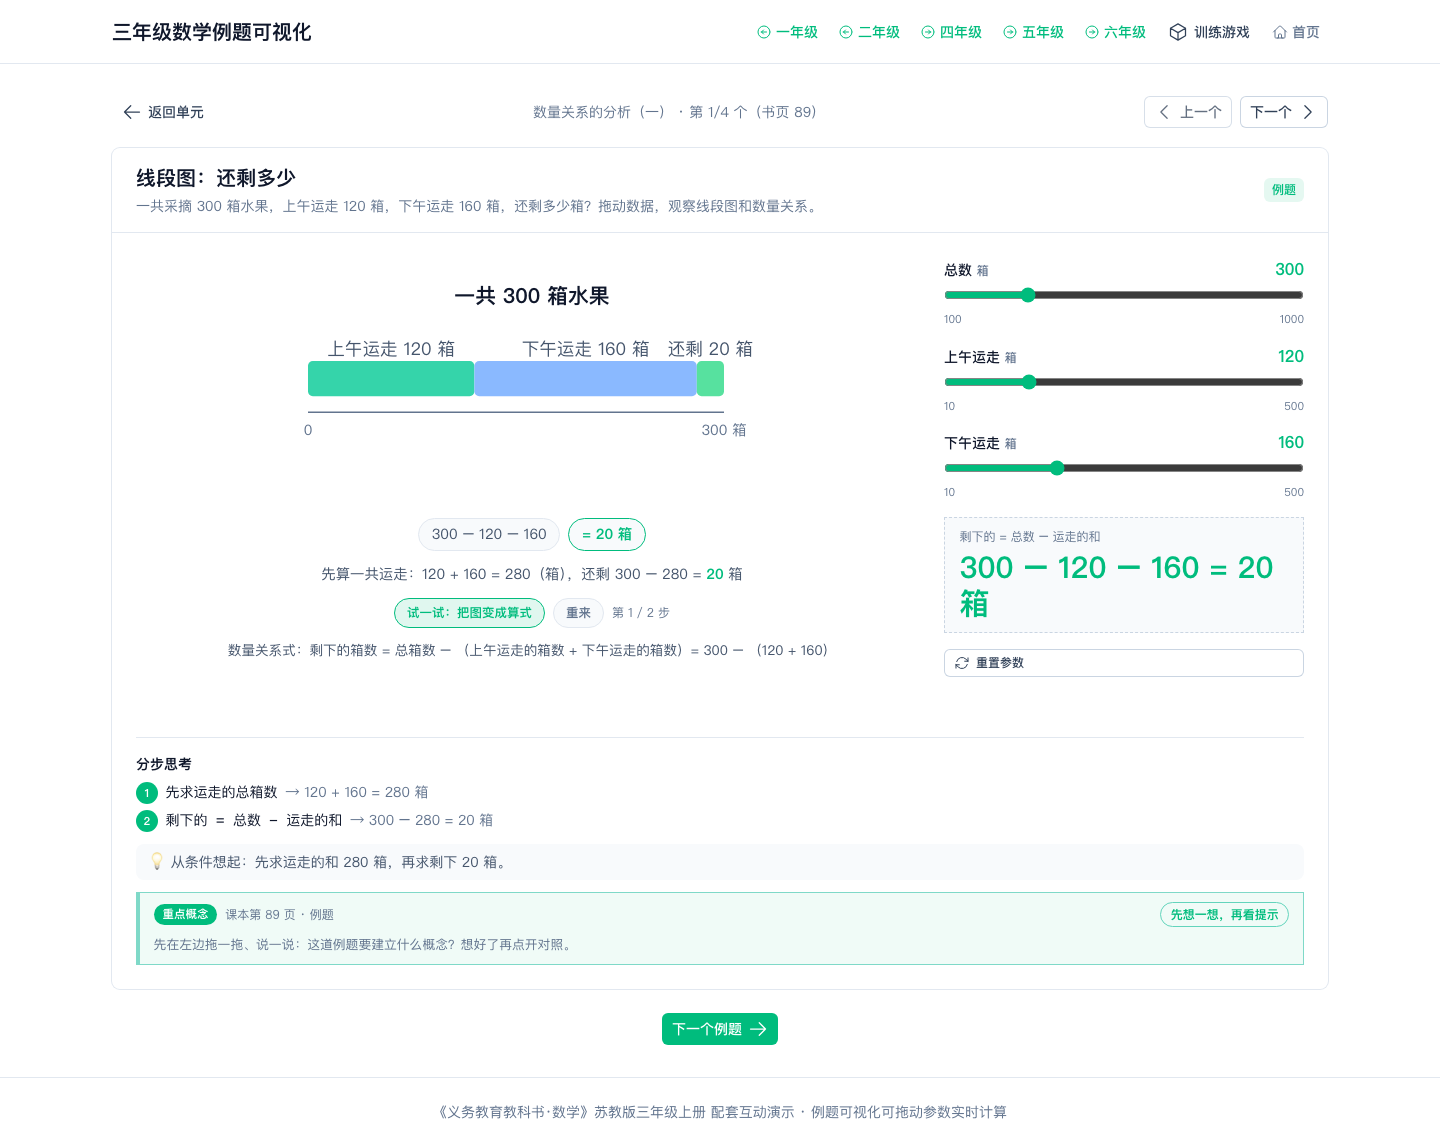 三年级数学例题可视化
一年级 二年级 四年级 五年级 六年级 训练游戏 首页
返回单元
数量关系的分析（一） · 第 1/4 个（书页 89）
上一个 下一个
线段图：还剩多少
例题
一共采摘 300 箱水果，上午运走 120 箱，下午运走 160 箱，还剩多少箱？拖动数据，观察线段图和数量关系。
一共 300 箱水果
上午运走 120 箱 下午运走 160 箱 还剩 20 箱
0 300 箱
300 − 120 − 160 = 20 箱
先算一共运走：120 + 160 = 280（箱），还剩 300 − 280 = 20 箱
试一试：把图变成算式 重来 第 1 / 2 步
数量关系式：剩下的箱数 = 总箱数 − （上午运走的箱数 + 下午运走的箱数）= 300 − （120 + 160）
总数 箱 300
100 1000
上午运走 箱 120
10 500
下午运走 箱 160
10 500
剩下的 = 总数 − 运走的和
300 − 120 − 160 = 20
箱
重置参数
分步思考
1 先求运走的总箱数 → 120 + 160 = 280 箱
2 剩下的 = 总数 − 运走的和 → 300 − 280 = 20 箱
从条件想起：先求运走的和 280 箱，再求剩下 20 箱。
重点概念 课本第 89 页 · 例题 先想一想，再看提示
先在左边拖一拖、说一说：这道例题要建立什么概念？想好了再点开对照。
下一个例题
《义务教育教科书·数学》苏教版三年级上册 配套互动演示 · 例题可视化可拖动参数实时计算